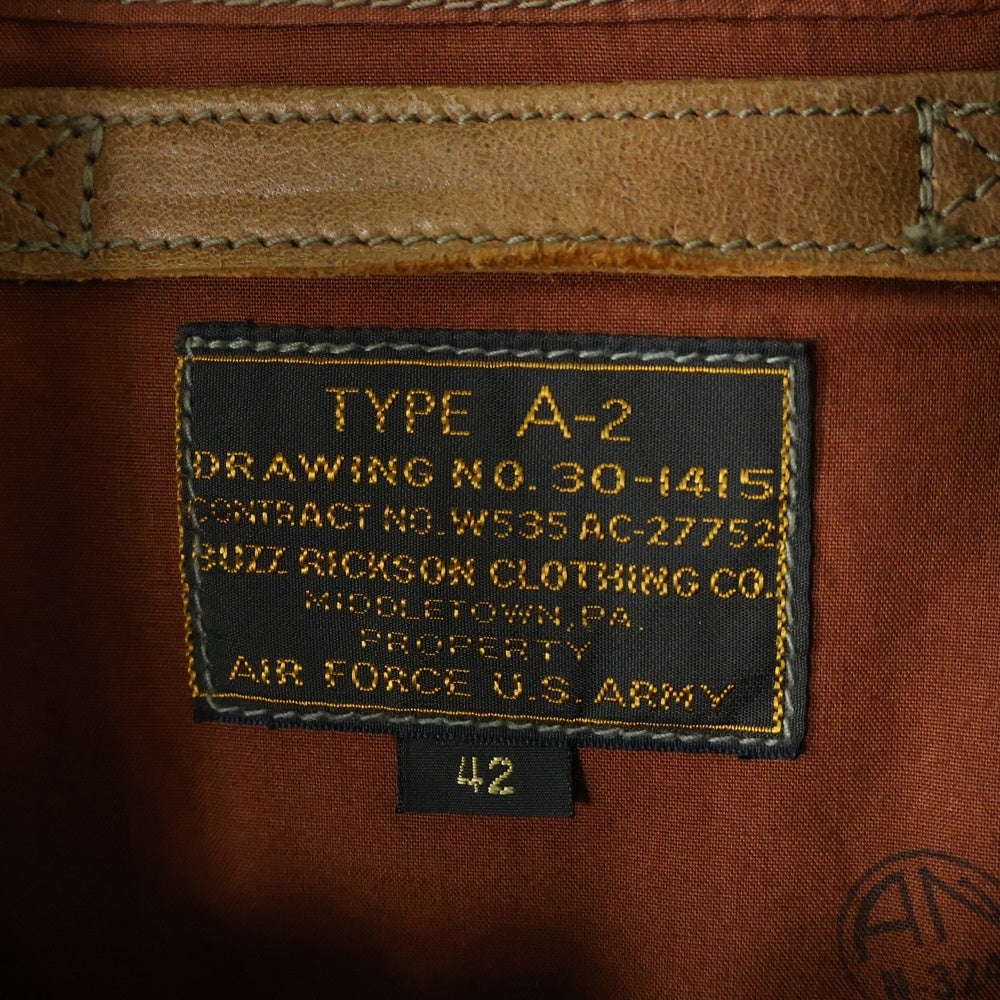 TYPE A-2
DRAWING NO. 30-1415
CONTRACT NO. W535 AC-27752
BUZZ RICKSON CLOTHING CO.
MIDDLETOWN, PA.
PROPERTY
AIR FORCE U.S. ARMY
42
AN